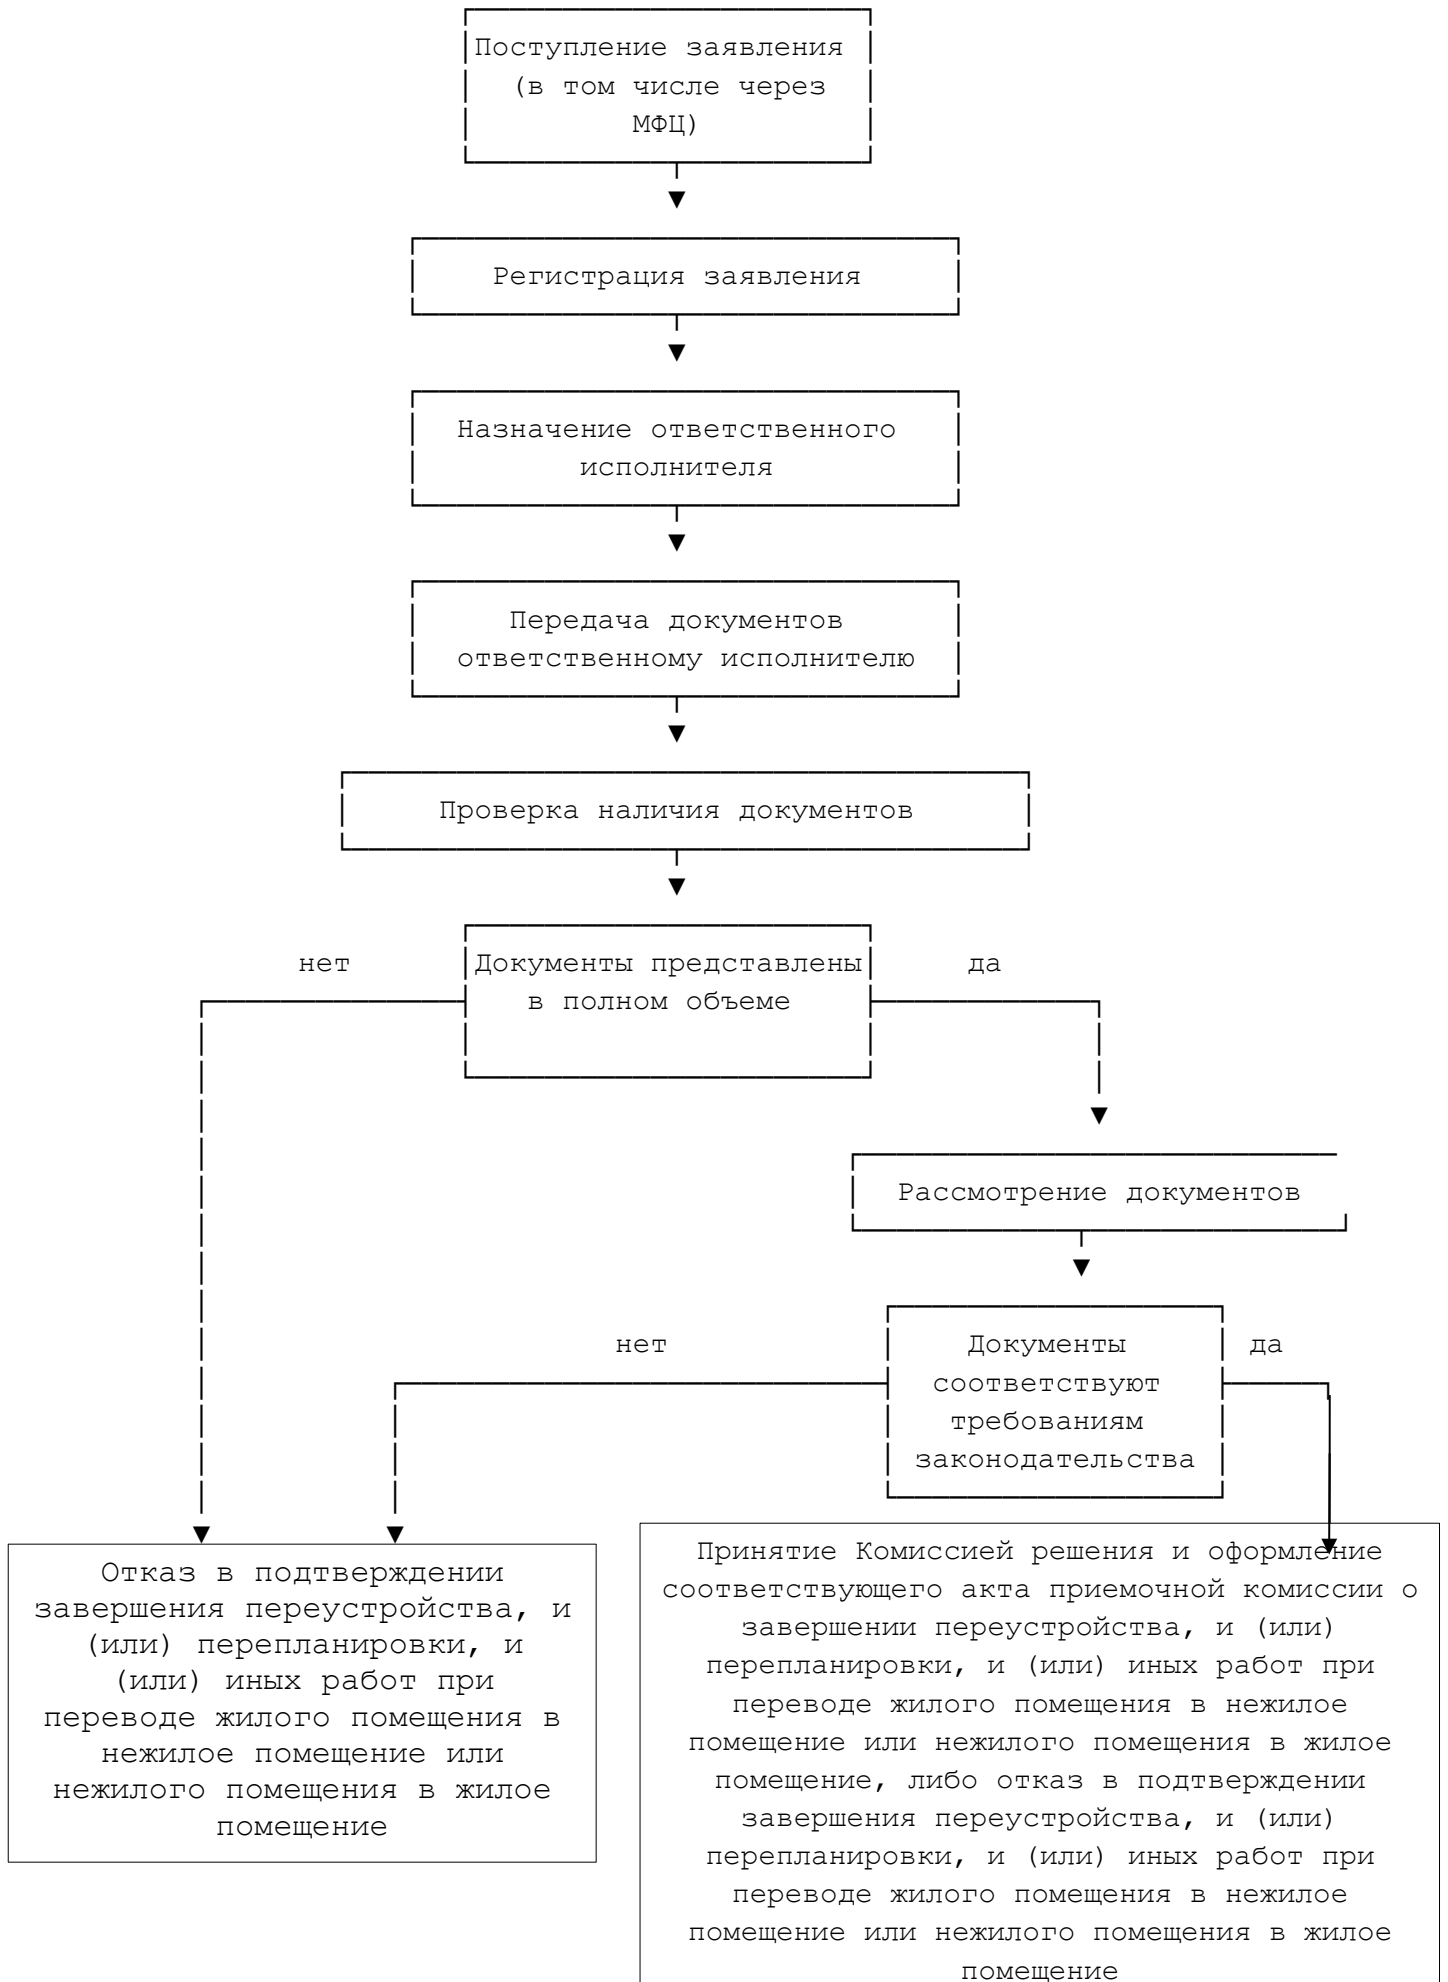 Поступление заявления
(в том числе через
МФЦ)
Регистрация заявления
Назначение ответственного
исполнителя
Передача документов
ответственному исполнителю
Проверка наличия документов
нет
Документы представлены
да
в полном объеме
Рассмотрение документов
нет
Документы
да
соответствуют
требованиям
законодательства
Отказ в подтверждении
завершения переустройства, и
(или) перепланировки, и
(или) иных работ при
переводе жилого помещения в
нежилое помещение или
нежилого помещения в жилое
помещение
Принятие Комиссией решения и оформление
соответствующего акта приемочной комиссии о
завершении переустройства, и (или)
перепланировки, и (или) иных работ при
переводе жилого помещения в нежилое
помещение или нежилого помещения в жилое
помещение, либо отказ в подтверждении
завершения переустройства, и (или)
перепланировки, и (или) иных работ при
переводе жилого помещения в нежилое
помещение или нежилого помещения в жилое
помещение